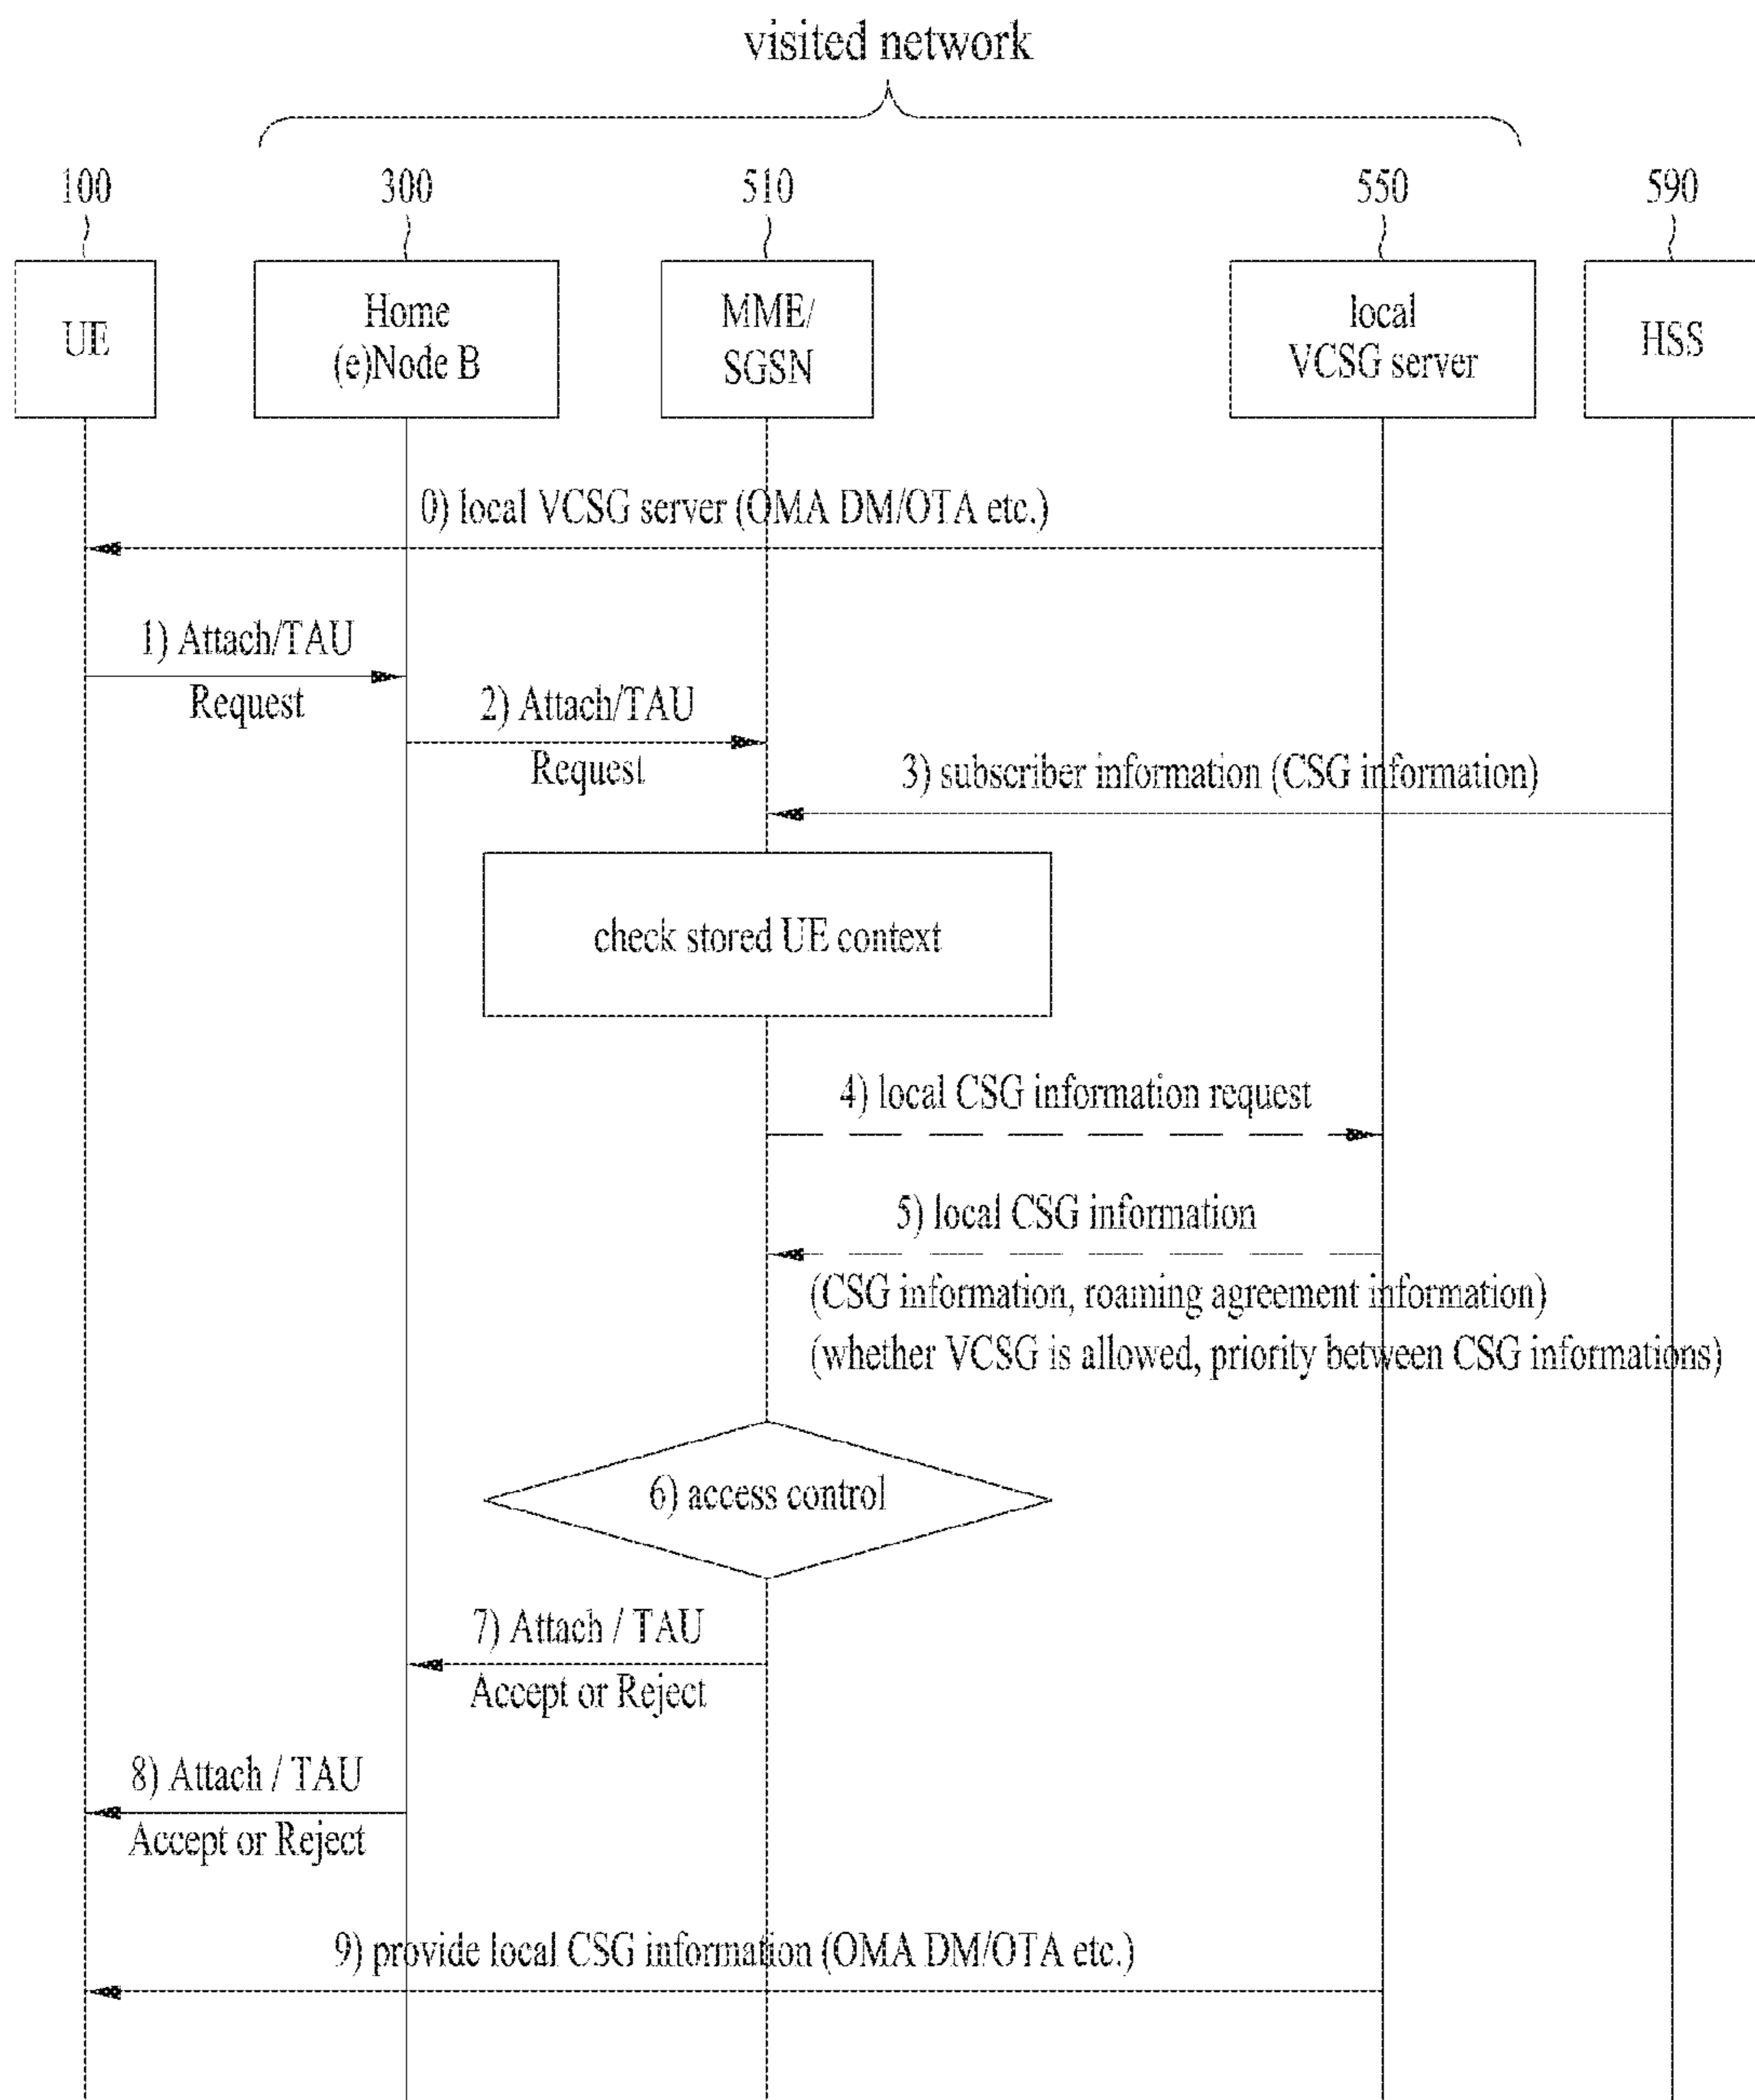 visited network
100
300
510
550
590
UE
Home
(e)Node B
MME/
SGSN
local
VCSG server
HSS
0) local VCSG server (OMA DM/OTA etc.)
1) Attach/TAU
Request
2) Attach/TAU
Request
3) subscriber information (CSG information)
check stored UE context
4) local CSG information request
5) local CSG information
(CSG information, roaming agreement information)
(whether VCSG is allowed, priority between CSG informations)
6) access control
7) Attach / TAU
Accept or Reject
8) Attach / TAU
Accept or Reject
9) provide local CSG information (OMA DM/OTA etc.)